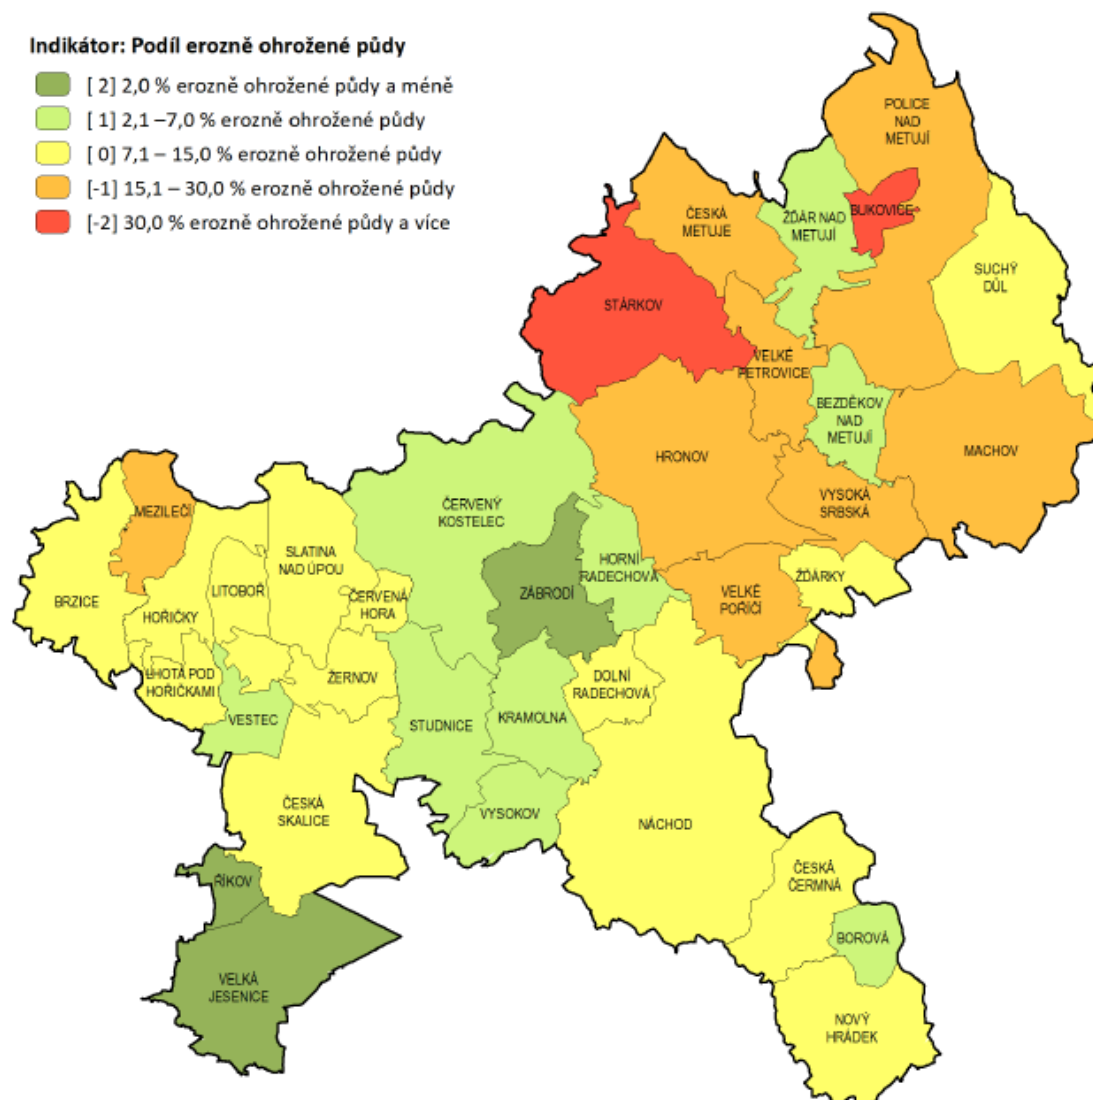 Indikátor: Podíl erozně ohrožené půdy
[ 2] 2,0 % erozně ohrožené půdy a méně
[ 1] 2,1 –7,0 % erozně ohrožené půdy
[ 0] 7,1 – 15,0 % erozně ohrožené půdy
[-1] 15,1 – 30,0 % erozně ohrožené půdy
[-2] 30,0 % erozně ohrožené půdy a více
POLICE
NAD
METUJÍ
ČESKÁ
METUJE
ŽĎÁR NAD
METUJÍ
BUKOVICE
SUCHÝ
DŮL
STÁRKOV
VELKÉ
PETROVICE
BEZDĚKOV
NAD
METUJÍ
HRONOV
MACHOV
VYSOKÁ
SRBSKÁ
ČERVENÝ
KOSTELEC
MEZILEČÍ
SLATINA
NAD ÚPOU
HORNÍ
RADECHOVÁ
ŽĎÁRKY
LITOBOŘ
ČERVENÁ
HORA
ZÁBRODÍ
VELKÉ
POŘÍČÍ
BRZICE
HOŘIČKY
LHOTA POD
HOŘIČKAMI
ŽERNOV
DOLNÍ
RADECHOVÁ
VESTEC
STUDNICE
KRAMOLNA
ČESKÁ
SKALICE
VYSOKOV
NÁCHOD
ČESKÁ
ČERMNÁ
ŘÍKOV
BOROVÁ
VELKÁ
JESENICE
NOVÝ
HRÁDEK